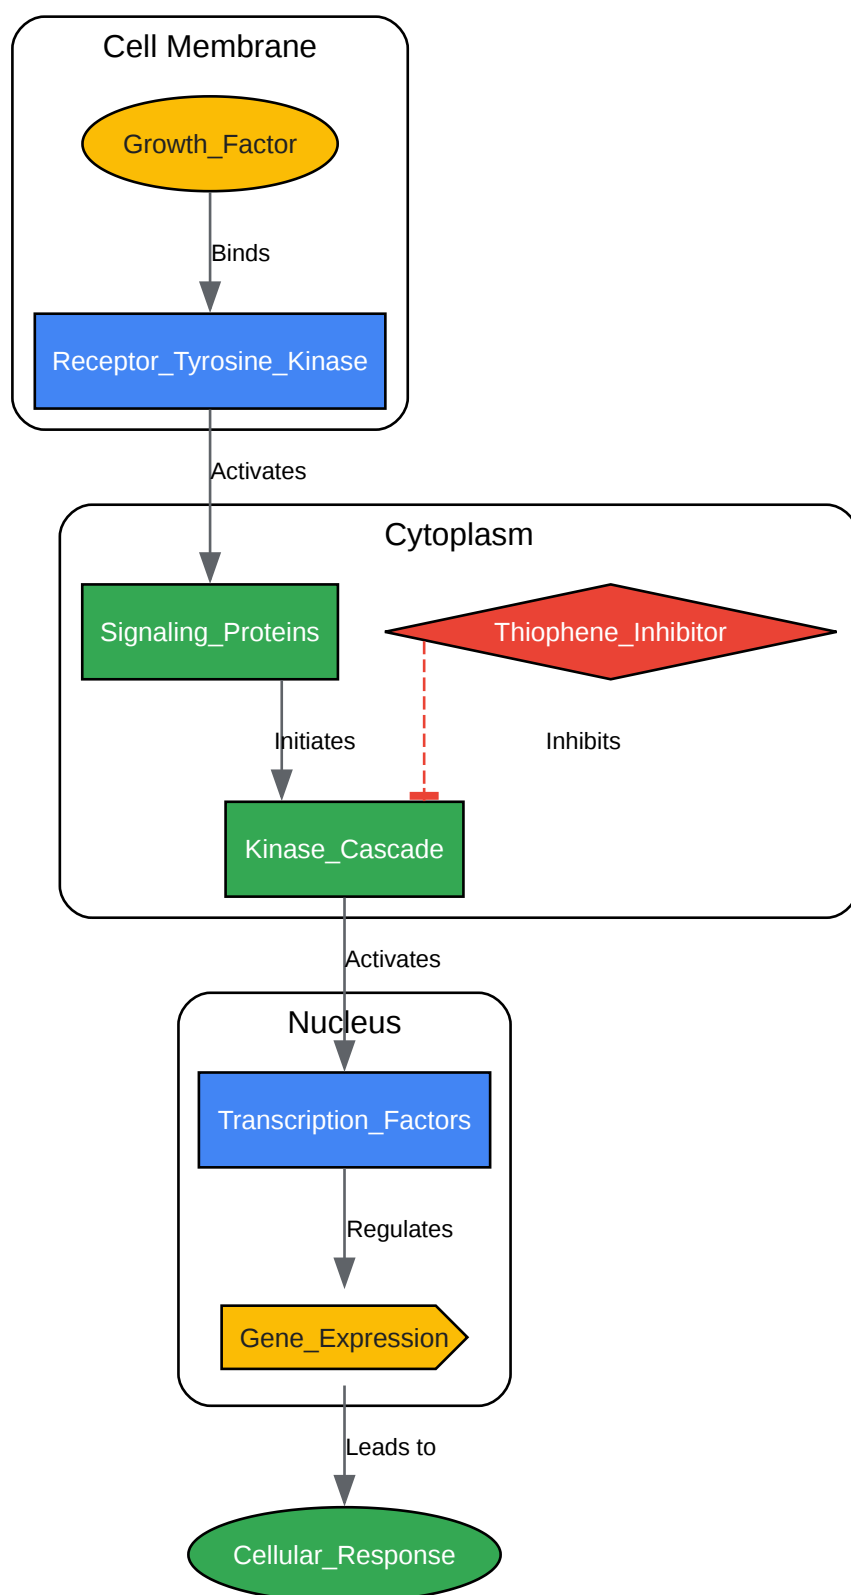 Cell Membrane
Growth_Factor
Binds
Receptor_Tyrosine_Kinase
Activates
Cytoplasm
Signaling_Proteins
Thiophene_Inhibitor
Initiates
Inhibits
Kinase_Cascade
Activates
Nucleus
Transcription_Factors
Regulates
Gene_Expression
Leads to
Cellular_Response